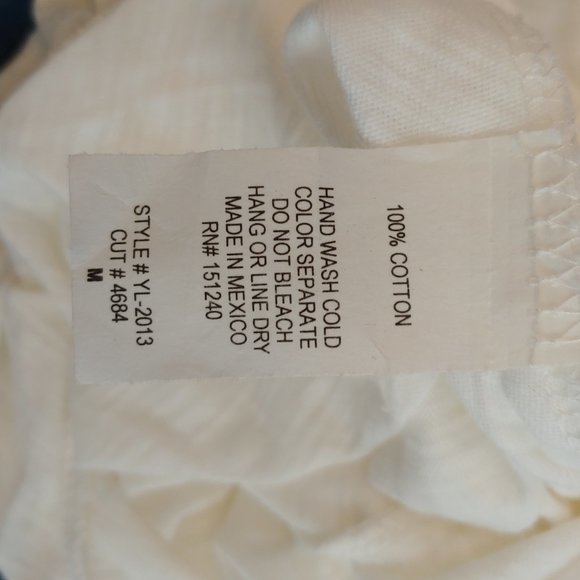 100% COTTON
HAND WASH COLD
COLOR SEPARATE
DO NOT BLEACH
HANG OR LINE DRY
MADE IN MEXICO
RN# 151240
STYLE # YL-2013
CUT # 4684
M